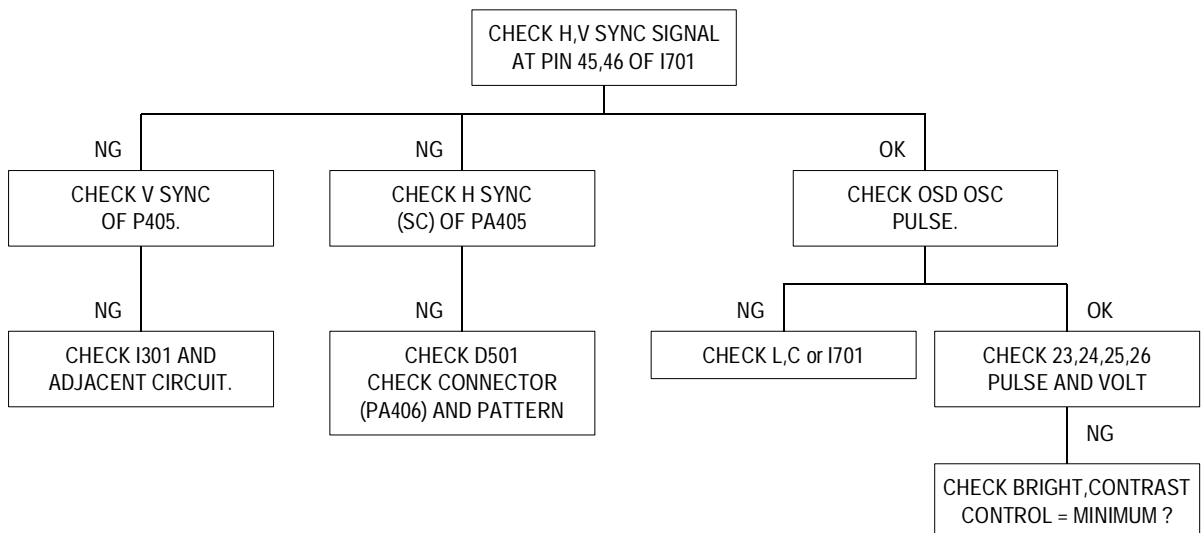 CHECK H,V SYNC SIGNAL
AT PIN 45,46 OF I701
NG
NG
OK
CHECK V SYNC
OF P405.
CHECK H SYNC
(SC) OF PA405
CHECK OSD OSC
PULSE.
NG
NG
NG
OK
CHECK I301 AND
ADJACENT CIRCUIT.
CHECK D501
CHECK CONNECTOR
(PA406) AND PATTERN
CHECK L,C or I701
CHECK 23,24,25,26
PULSE AND VOLT
NG
CHECK BRIGHT,CONTRAST
CONTROL = MINIMUM ?